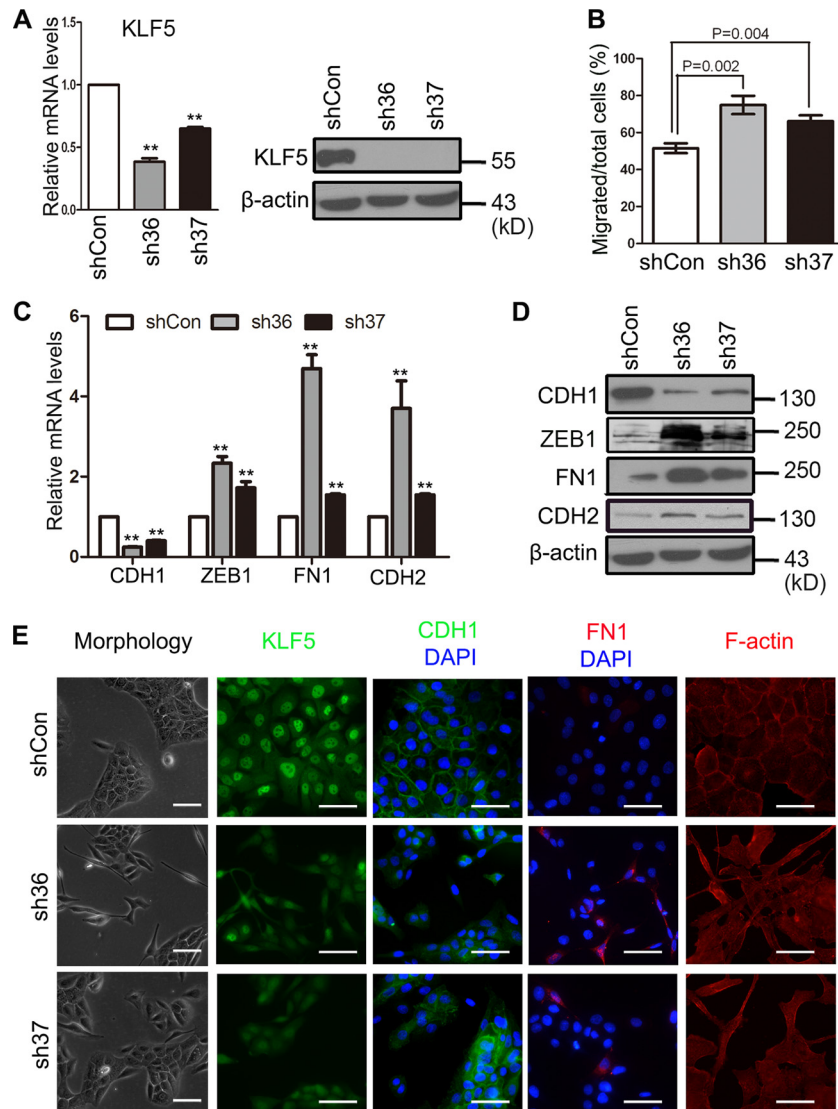 A
KLF5
Relative mRNA levels
1.5
1.0
0.5
0.0
**
**
shCon
sh36
sh37
shCon
sh36
sh37
KLF5
55
β-actin
43
(kD)
B
Migrated/total cells (%)
100
80
60
40
20
0
P=0.004
P=0.002
shCon sh36 sh37
C
Relative mRNA levels
6
4
2
0
shCon sh36 sh37
** **
** **
** **
** **
CDH1 ZEB1 FN1 CDH2
D
shCon
sh36
sh37
CDH1
130
ZEB1
250
FN1
250
CDH2
130
β-actin
43
(kD)
E
Morphology
KLF5
CDH1
DAPI
FN1
DAPI
F-actin
shCon
sh36
sh37